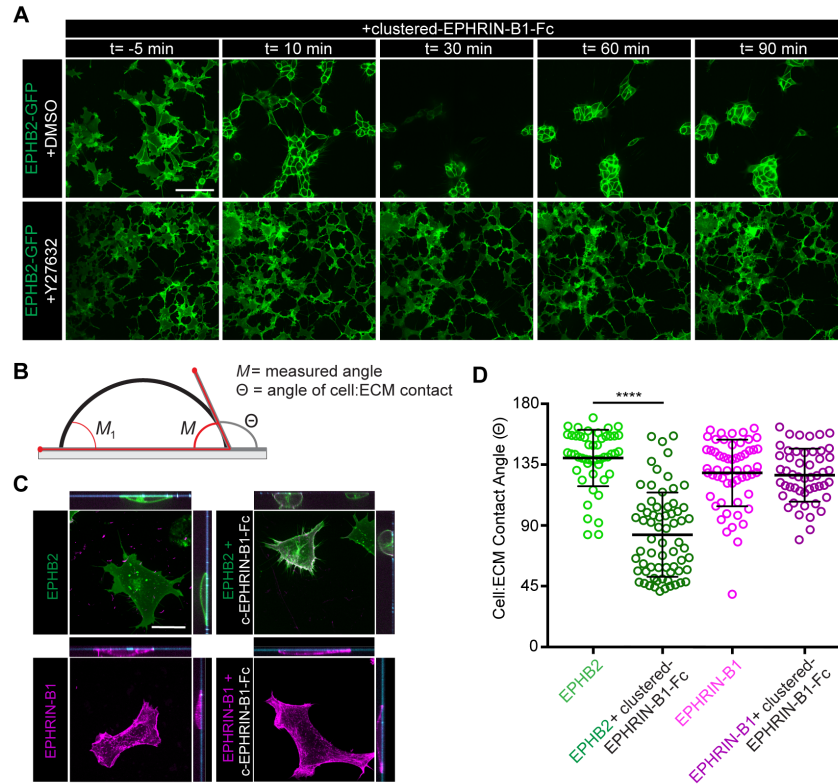 A
+clustered-EPHRIN-B1-Fc
t= -5 min
t= 10 min
t= 30 min
t= 60 min
t= 90 min
EPHB2-GFP
+DMSO
EPHB2-GFP
+Y27632
B
M= measured angle
Θ = angle of cell:ECM contact
M1
M
Θ
C
EPHB2
EPHB2 +
c-EPHRIN-B1-Fc
EPHRIN-B1
EPHRIN-B1 +
c-EPHRIN-B1-Fc
D
****
Cell:ECM Contact Angle (Θ)
180
135
90
45
0
EPHB2
EPHB2+ clustered-
EPHRIN-B1-Fc
EPHRIN-B1
EPHRIN-B1+ clustered-
EPHRIN-B1-Fc